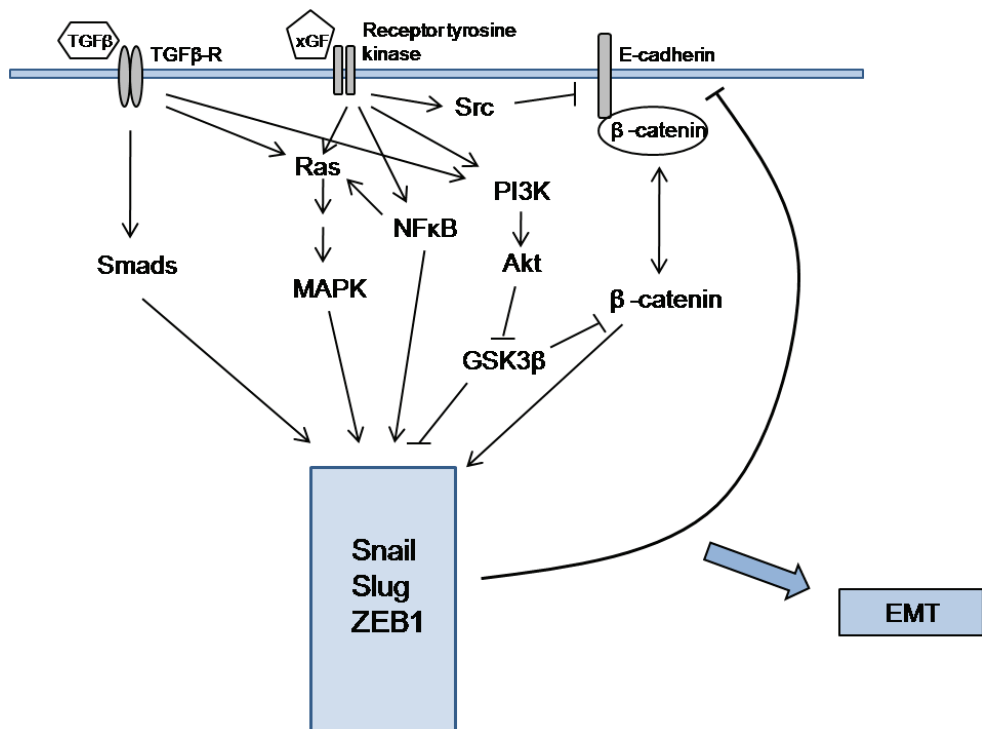 TGFβ
TGFβ-R
xGF
Receptor tyrosine
kinase
E-cadherin
Src
β -catenin
Ras
PI3K
NFκB
Smads
Akt
MAPK
β -catenin
GSK3β
Snail
Slug
ZEB1
EMT